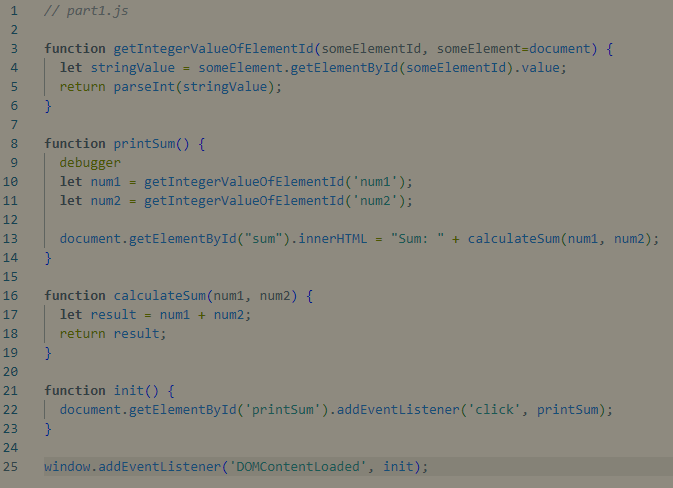 1 // part1.js
2
3 function getIntegerValueOfElementId(someElementId, someElement=document) {
4   let stringValue = someElement.getElementById(someElementId).value;
5   return parseInt(stringValue);
6 }
7
8 function printSum() {
9   debugger
10   let num1 = getIntegerValueOfElementId('num1');
11   let num2 = getIntegerValueOfElementId('num2');
12
13   document.getElementById("sum").innerHTML = "Sum: " + calculateSum(num1, num2);
14 }
15
16 function calculateSum(num1, num2) {
17   let result = num1 + num2;
18   return result;
19 }
20
21 function init() {
22   document.getElementById('printSum').addEventListener('click', printSum);
23 }
24
25 window.addEventListener('DOMContentLoaded', init);